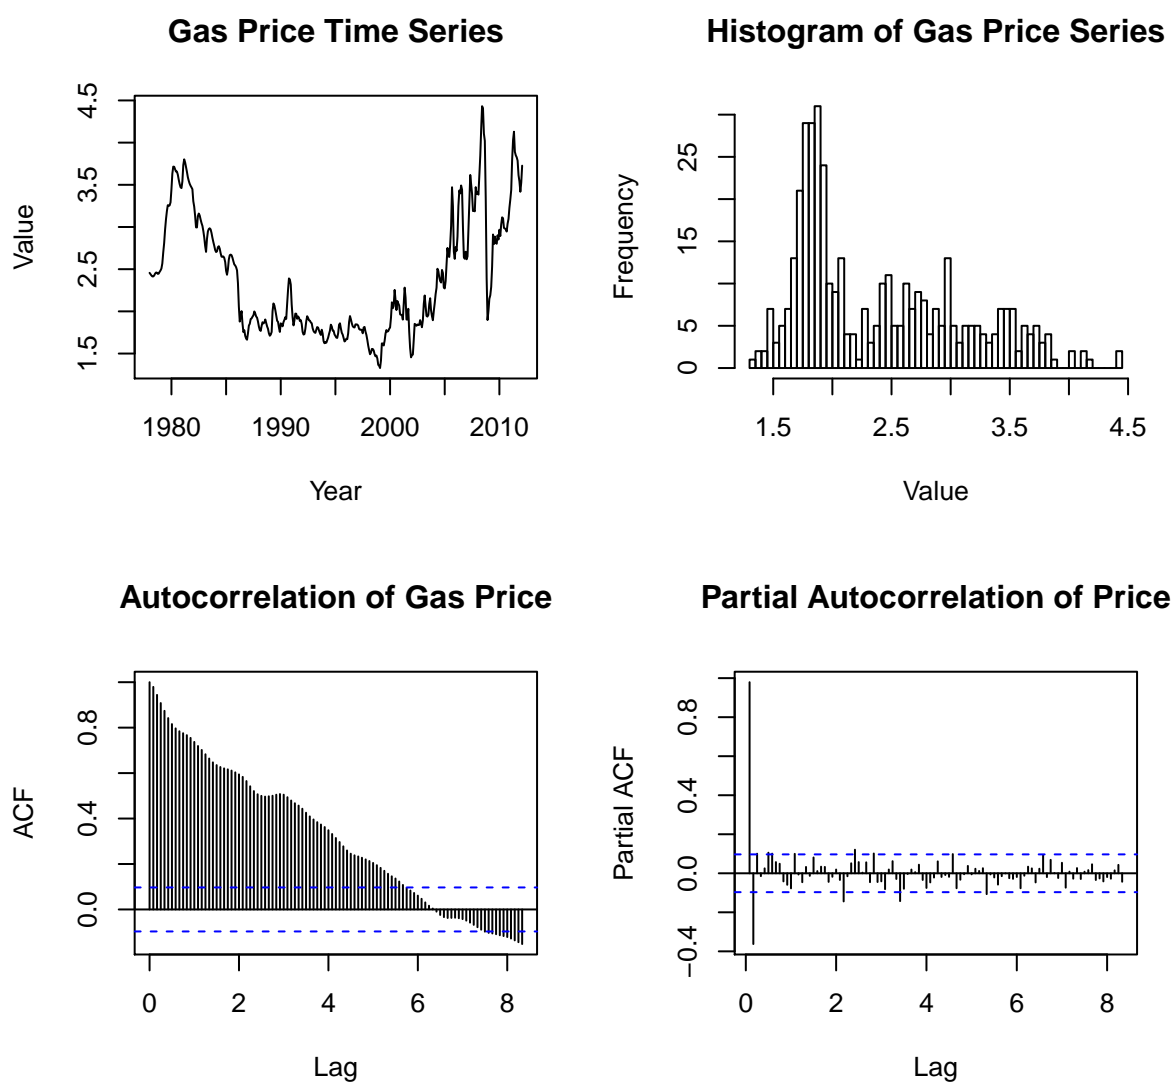 Gas Price Time Series
Value
4.5
3.5
2.5
1.5
1980 1990 2000 2010
Year
Histogram of Gas Price Series
Frequency
25
15
5
0
1.5 2.5 3.5 4.5
Value
Autocorrelation of Gas Price
ACF
0.8
0.4
0.0
0 2 4 6 8
Lag
Partial Autocorrelation of Price
Partial ACF
0.8
0.4
0.0
−0.4
0 2 4 6 8
Lag